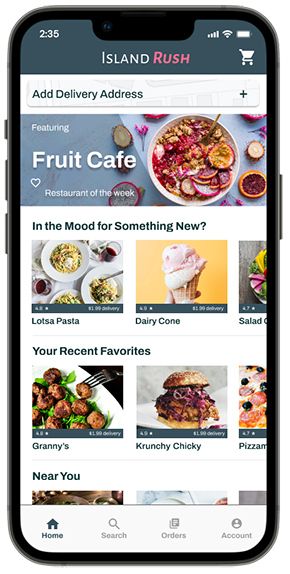 2:35
ISLAND RUSH
Add Delivery Address +
Featuring
Fruit Cafe
Restaurant of the week
In the Mood for Something New?
4.9 ★ $1.99 delivery
4.9 ★ $1.99 delivery
4.7 ★
Lotsa Pasta
Dairy Cone
Salad
Your Recent Favorites
4.9 ★ $1.99 delivery
4.9 ★ $1.99 delivery
4.7 ★
Granny's
Krunchy Chicky
Pizzam
Near You
Home
Search
Orders
Account